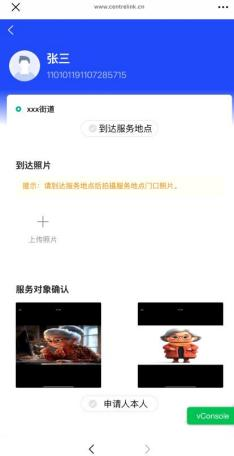 www.centrelink.cn
张三
110101191107285715
xxx街道
到达服务地点
到达照片
提示：请到达服务地点后拍摄服务地点门口照片。
上传照片
服务对象确认
申请人本人
vConsole